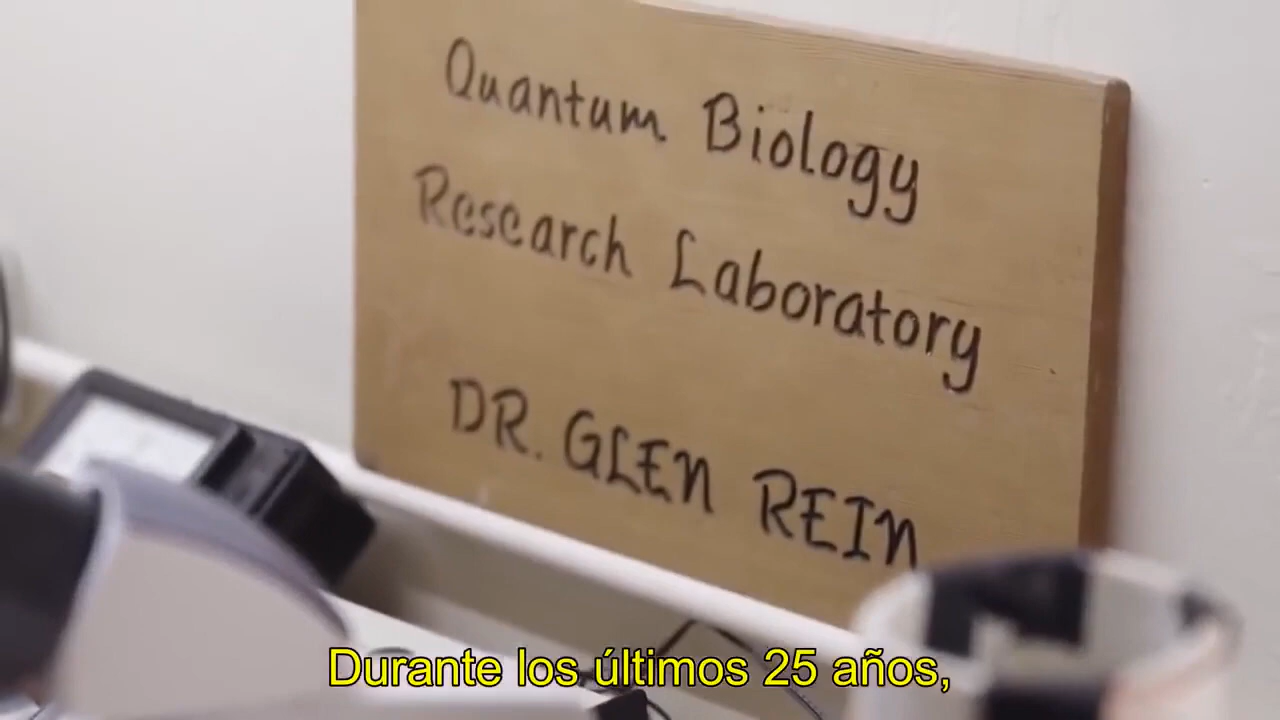 Quantum Biology
Research Laboratory
DR. GLEN REIN
Durante los últimos 25 años,